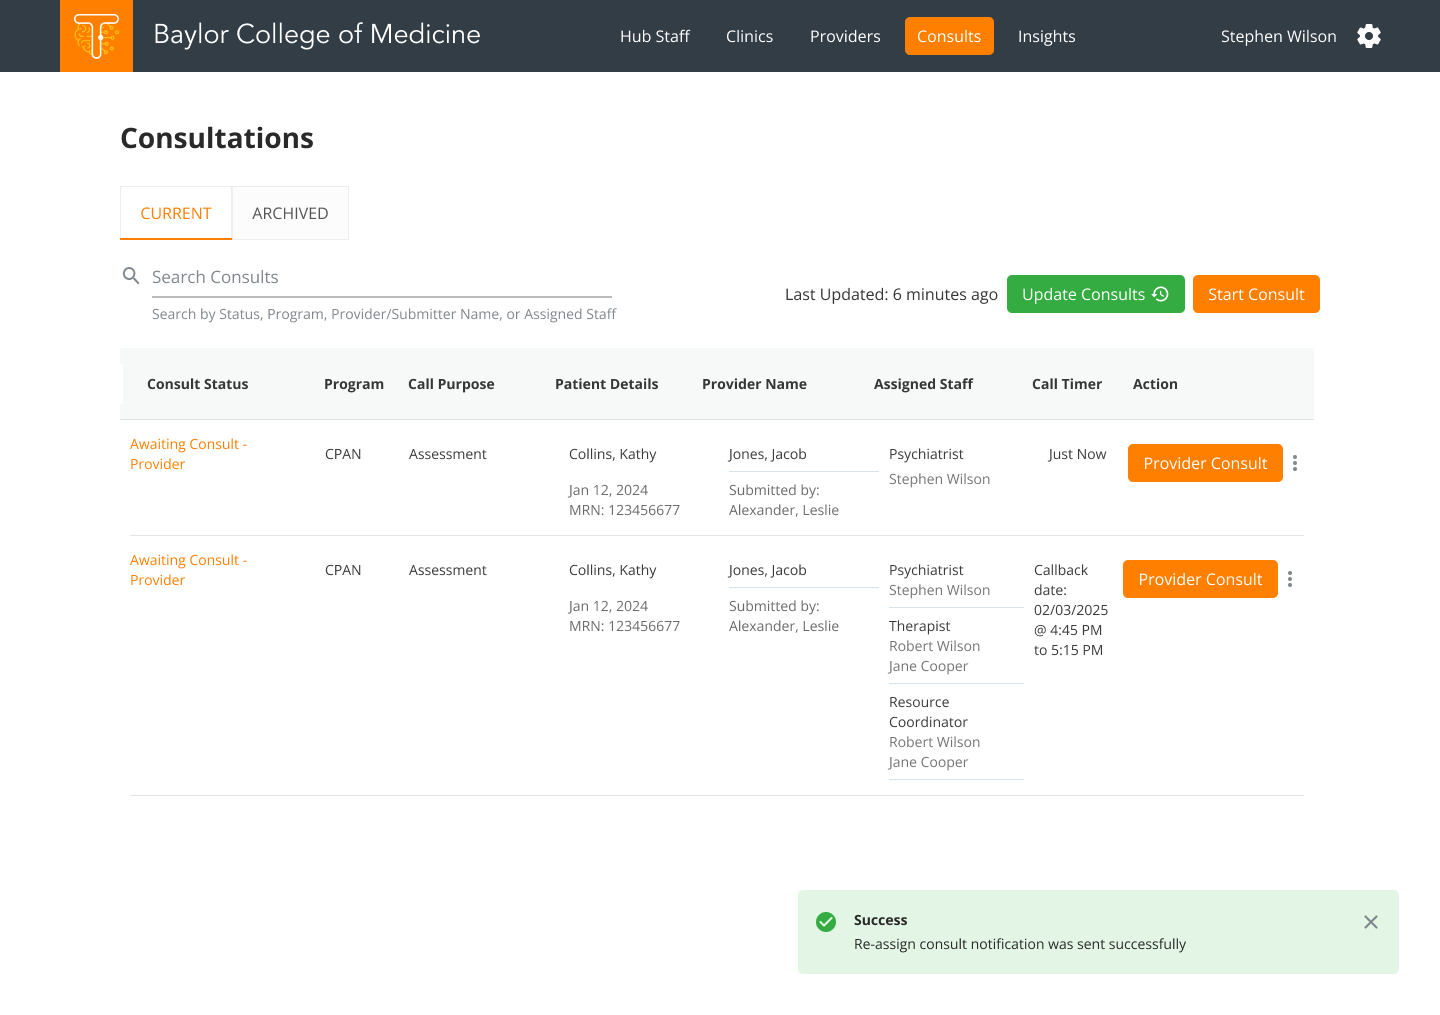 Baylor College of Medicine
Hub Staff
Clinics
Providers
Consults
Insights
Stephen Wilson
Consultations
CURRENT
ARCHIVED
Search Consults
Search by Status, Program, Provider/Submitter Name, or Assigned Staff
Last Updated: 6 minutes ago
Update Consults
Start Consult
Consult Status
Program
Call Purpose
Patient Details
Provider Name
Assigned Staff
Call Timer
Action
Awaiting Consult -
Provider
CPAN
Assessment
Collins, Kathy
Jan 12, 2024
MRN: 123456677
Jones, Jacob
Submitted by:
Alexander, Leslie
Psychiatrist
Stephen Wilson
Just Now
Provider Consult
Awaiting Consult -
Provider
CPAN
Assessment
Collins, Kathy
Jan 12, 2024
MRN: 123456677
Jones, Jacob
Submitted by:
Alexander, Leslie
Psychiatrist
Stephen Wilson
Therapist
Robert Wilson
Jane Cooper
Resource
Coordinator
Robert Wilson
Jane Cooper
Callback
date:
02/03/2025
@ 4:45 PM
to 5:15 PM
Provider Consult
Success
Re-assign consult notification was sent successfully